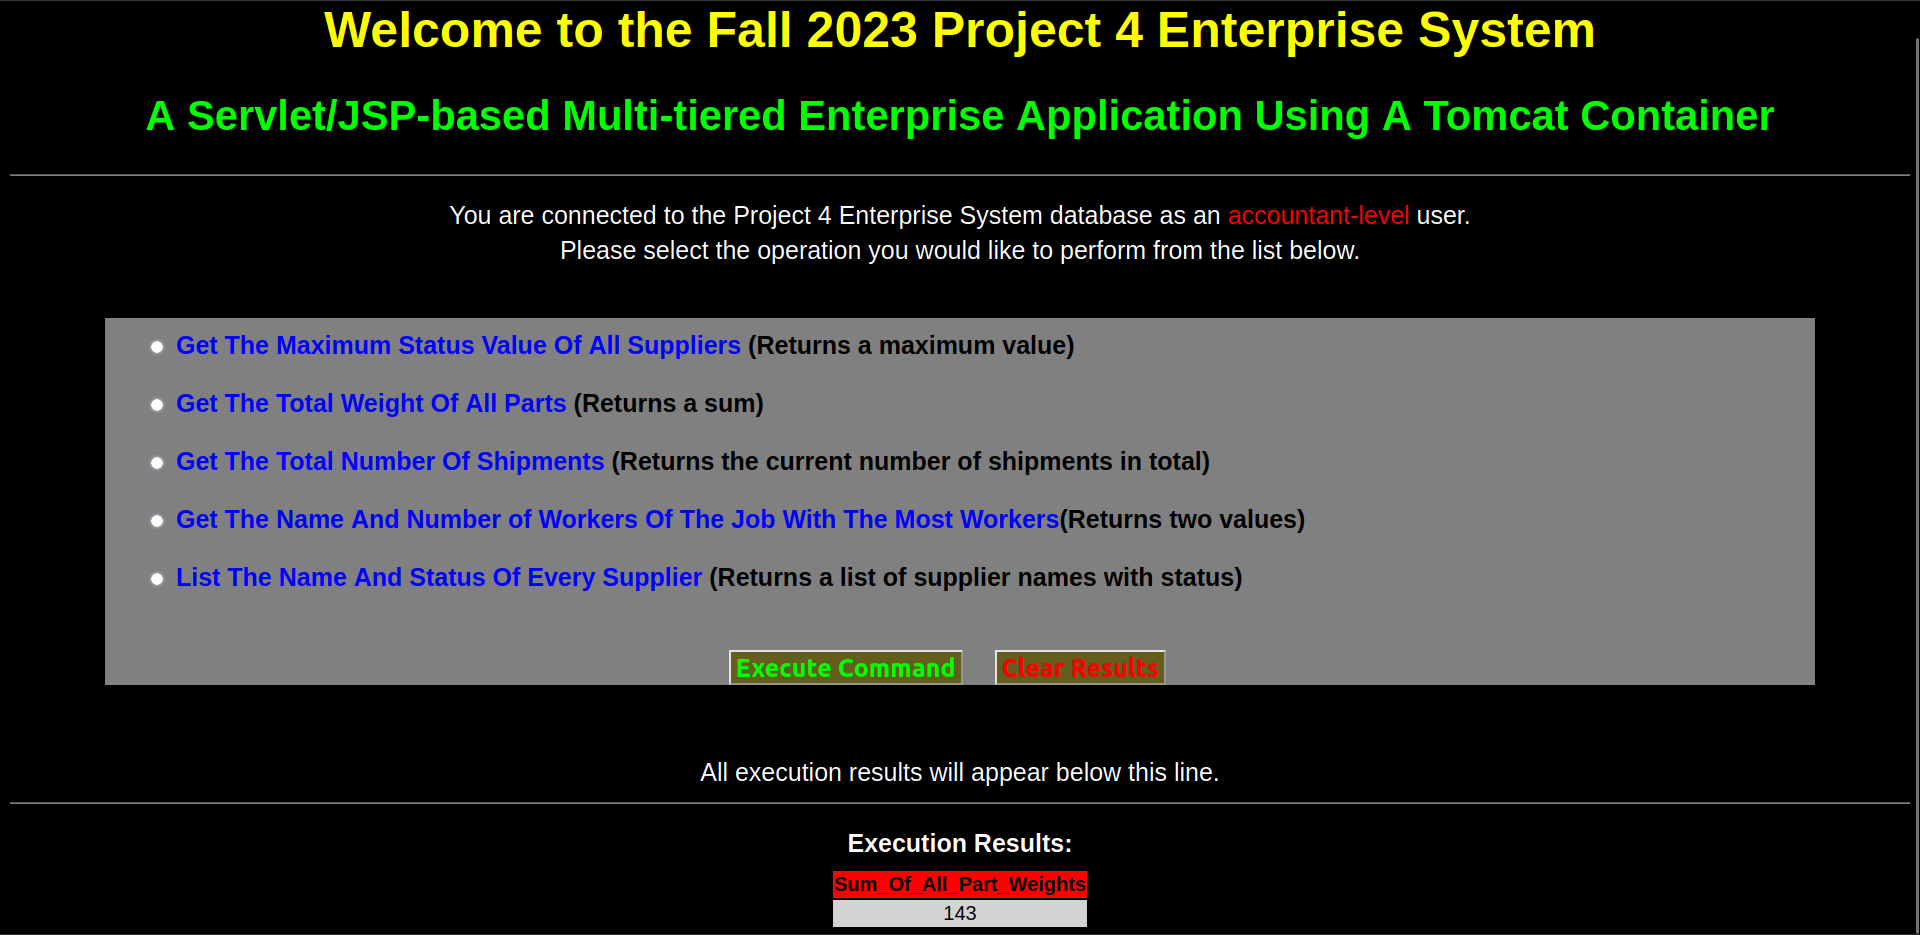 Welcome to the Fall 2023 Project 4 Enterprise System
A Servlet/JSP-based Multi-tiered Enterprise Application Using A Tomcat Container
You are connected to the Project 4 Enterprise System database as an accountant-level user.
Please select the operation you would like to perform from the list below.
Get The Maximum Status Value Of All Suppliers (Returns a maximum value)
Get The Total Weight Of All Parts (Returns a sum)
Get The Total Number Of Shipments (Returns the current number of shipments in total)
Get The Name And Number of Workers Of The Job With The Most Workers(Returns two values)
List The Name And Status Of Every Supplier (Returns a list of supplier names with status)
Execute Command Clear Results
All execution results will appear below this line.
Execution Results:
Sum_Of_All_Part_Weights
143